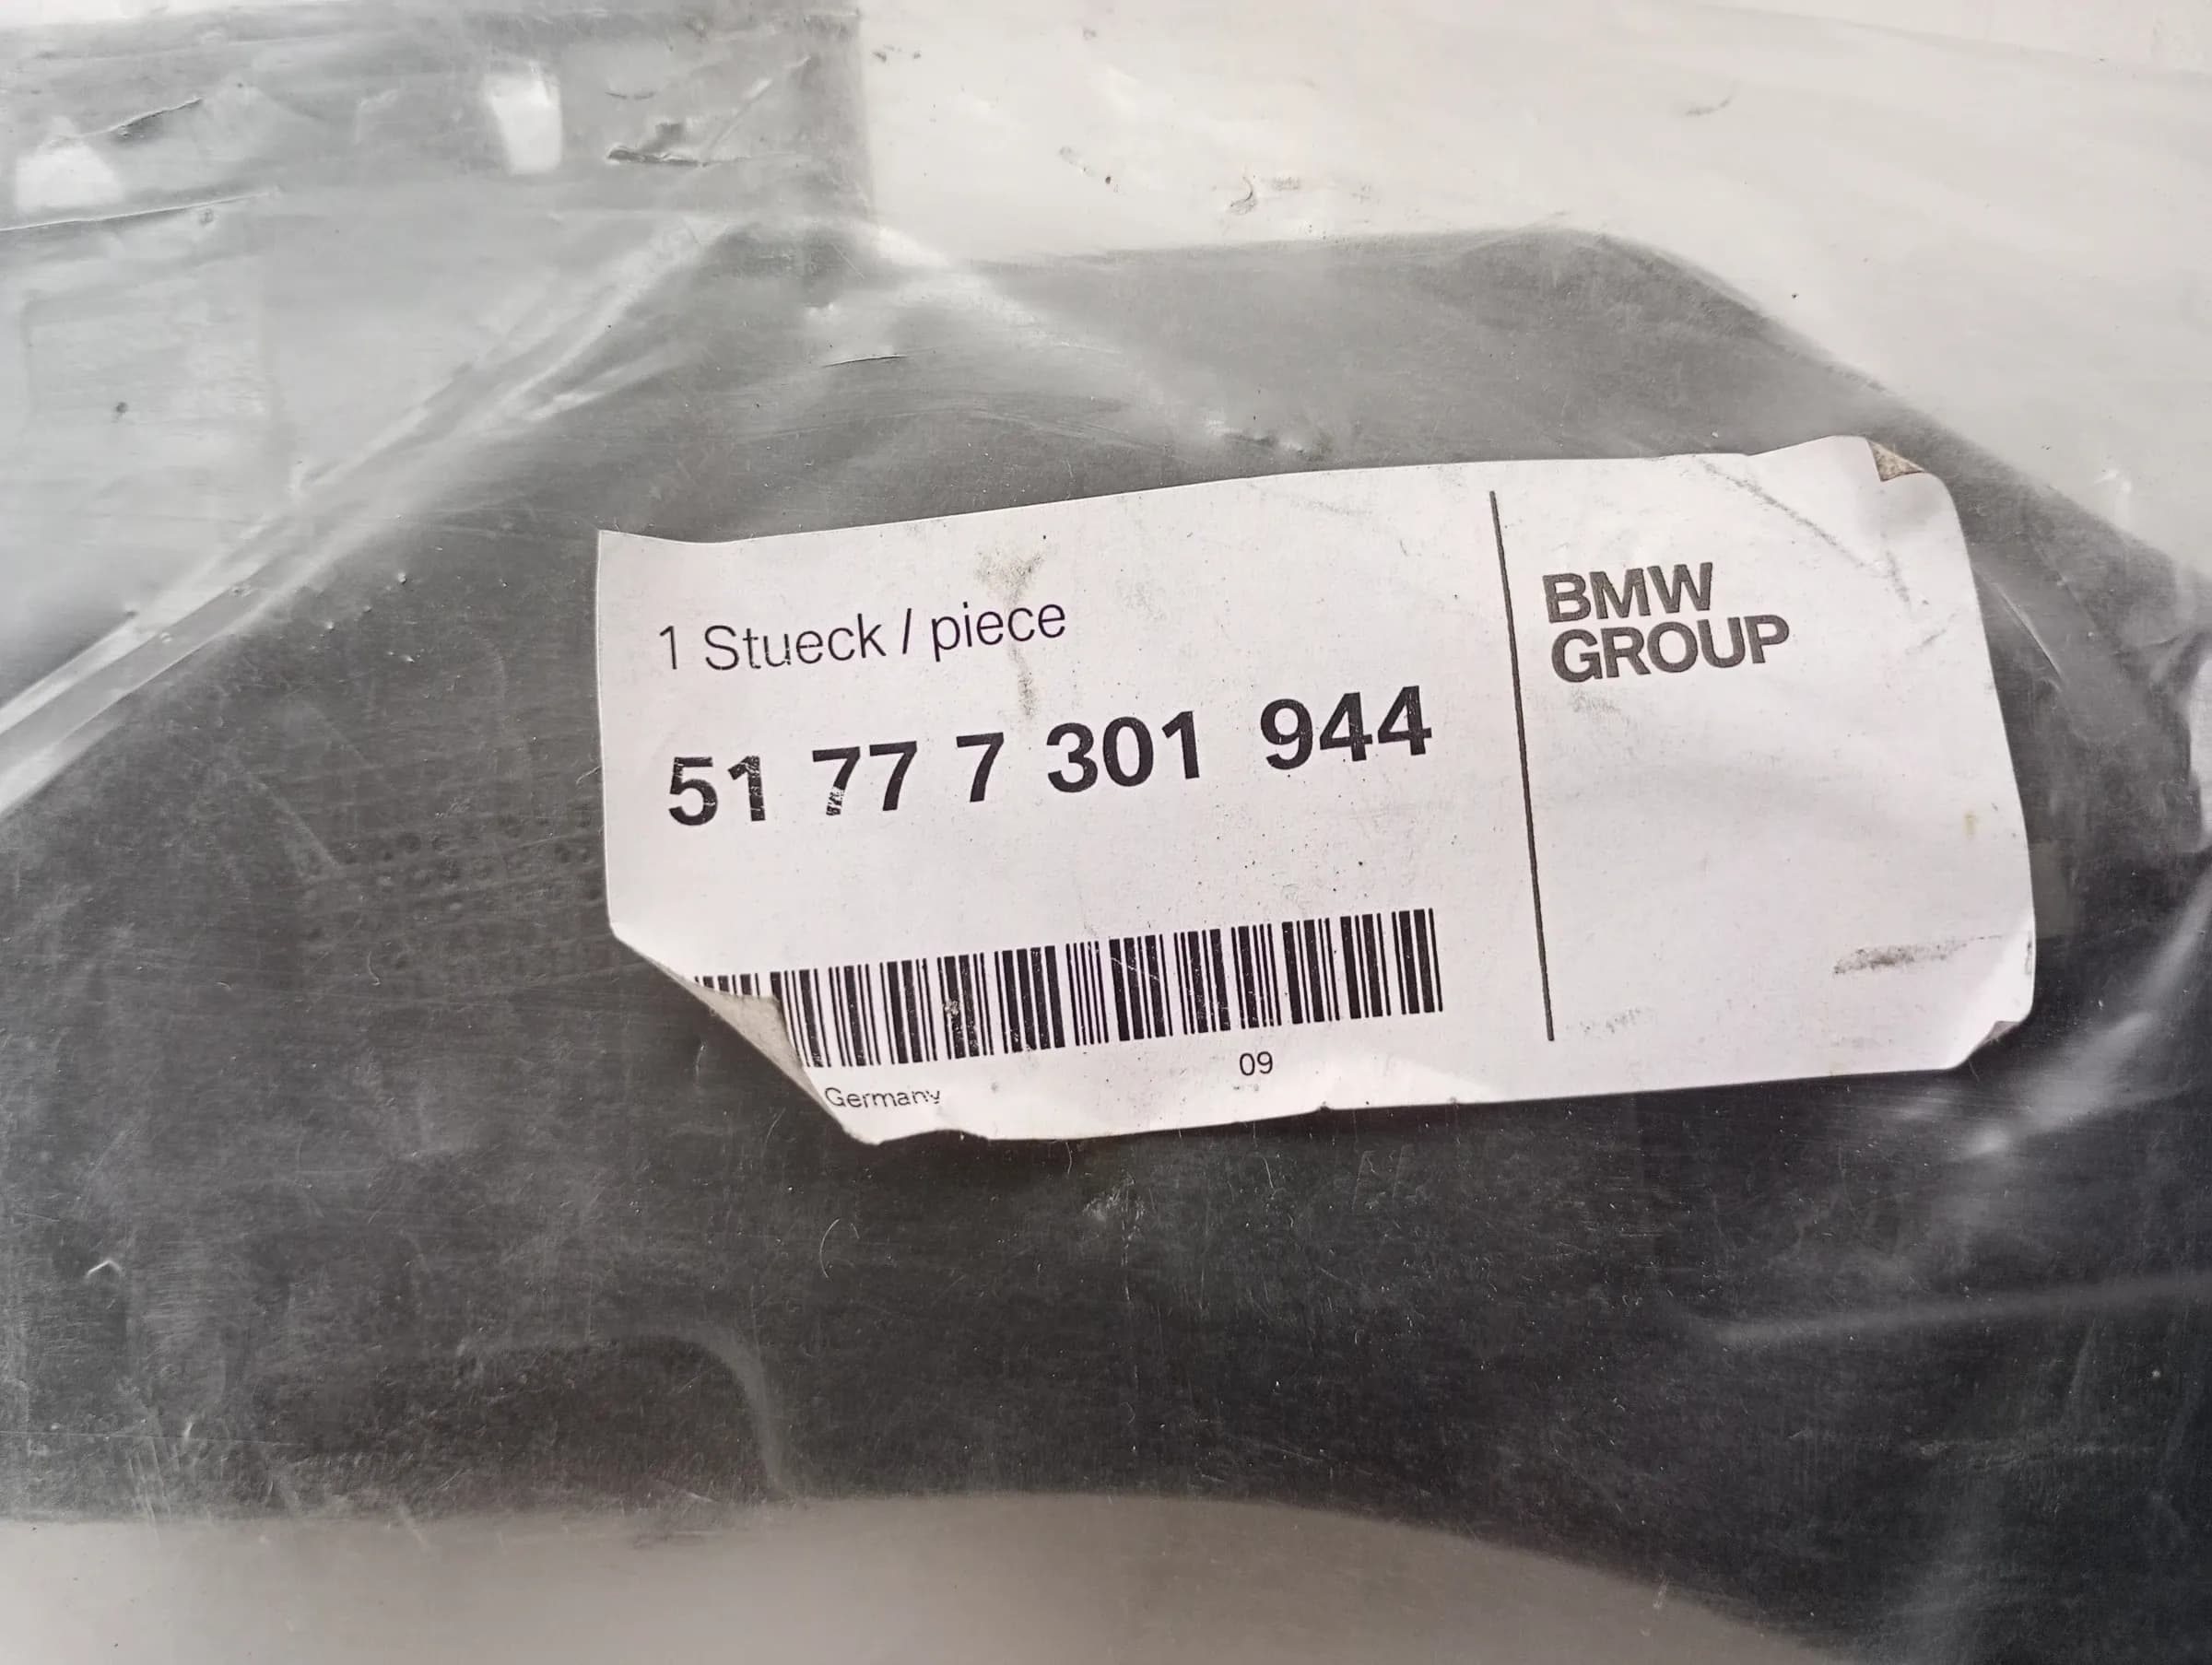 1 Stueck / piece
51 77 7 301 944
Germany
09
BMW
GROUP